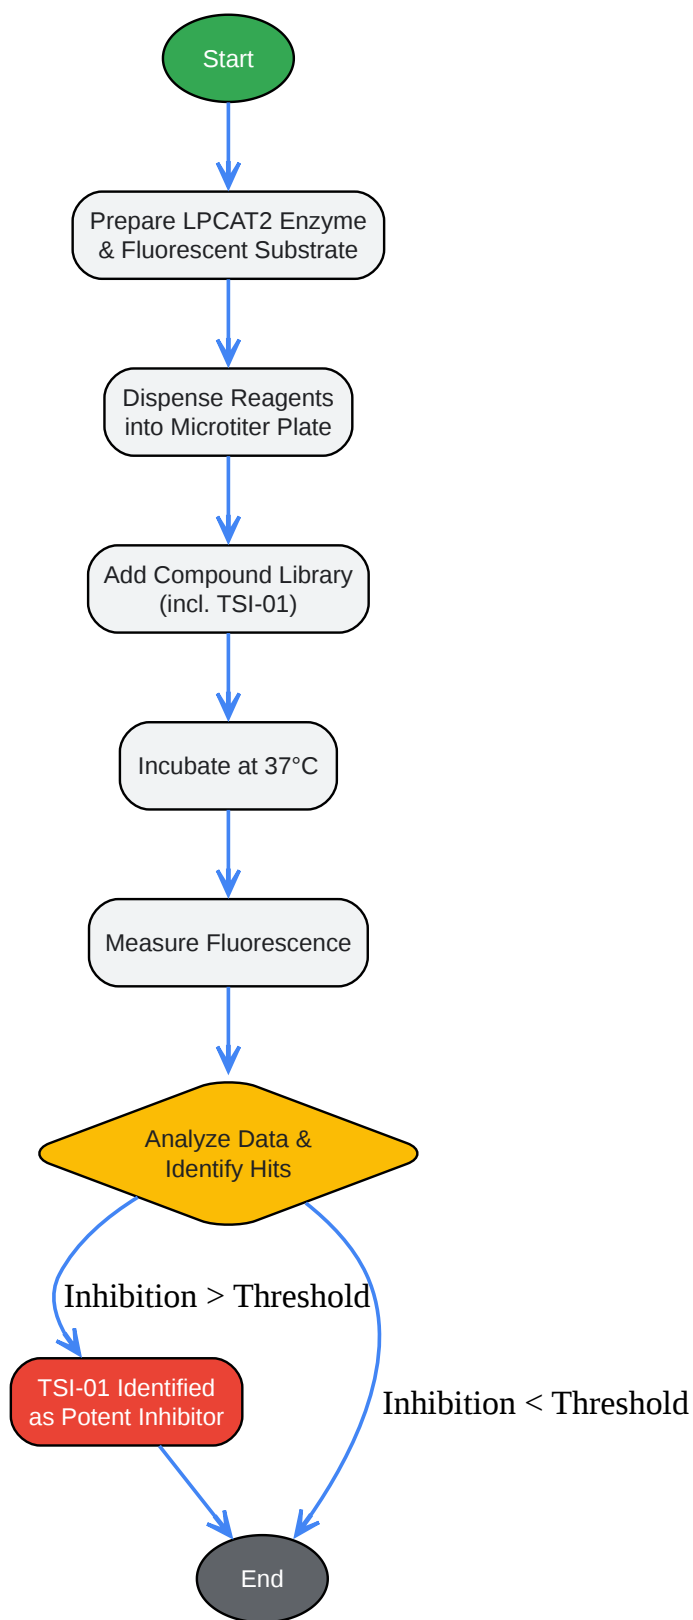 Start
Prepare LPCAT2 Enzyme
& Fluorescent Substrate
Dispense Reagents
into Microtiter Plate
Add Compound Library
(incl. TSI-01)
Incubate at 37°C
Measure Fluorescence
Analyze Data &
Identify Hits
Inhibition > Threshold
TSI-01 Identified
as Potent Inhibitor
Inhibition < Threshold
End